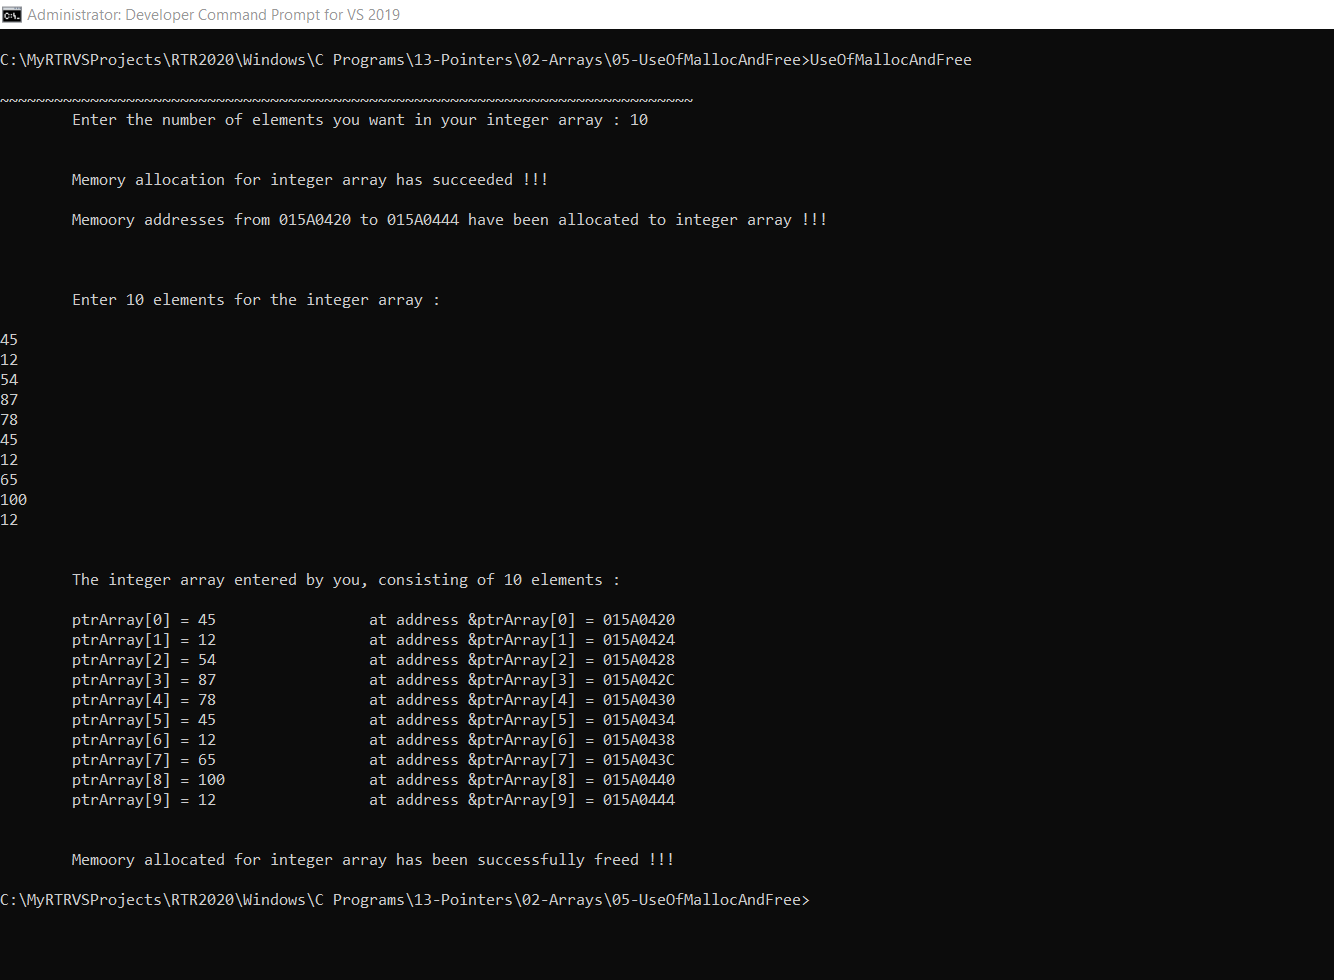 Administrator: Developer Command Prompt for VS 2019
C:\MyRTRVSProjects\RTR2020\Windows\C Programs\13-Pointers\02-Arrays\05-UseOfMallocAndFree>UseOfMallocAndFree
~~~~~~~~~~~~~~~~~~~~~~~~~~~~~~~~~~~~~~~~~~~~~~~~~~~~~~~~~~~~~~~~~~~~~~~~~~~~~
Enter the number of elements you want in your integer array : 10
Memory allocation for integer array has succeeded !!!
Memoory addresses from 015A0420 to 015A0444 have been allocated to integer array !!!
Enter 10 elements for the integer array :
45
12
54
87
78
45
12
65
100
12
The integer array entered by you, consisting of 10 elements :
ptrArray[0] = 45 at address &ptrArray[0] = 015A0420
ptrArray[1] = 12 at address &ptrArray[1] = 015A0424
ptrArray[2] = 54 at address &ptrArray[2] = 015A0428
ptrArray[3] = 87 at address &ptrArray[3] = 015A042C
ptrArray[4] = 78 at address &ptrArray[4] = 015A0430
ptrArray[5] = 45 at address &ptrArray[5] = 015A0434
ptrArray[6] = 12 at address &ptrArray[6] = 015A0438
ptrArray[7] = 65 at address &ptrArray[7] = 015A043C
ptrArray[8] = 100 at address &ptrArray[8] = 015A0440
ptrArray[9] = 12 at address &ptrArray[9] = 015A0444
Memoory allocated for integer array has been successfully freed !!!
C:\MyRTRVSProjects\RTR2020\Windows\C Programs\13-Pointers\02-Arrays\05-UseOfMallocAndFree>